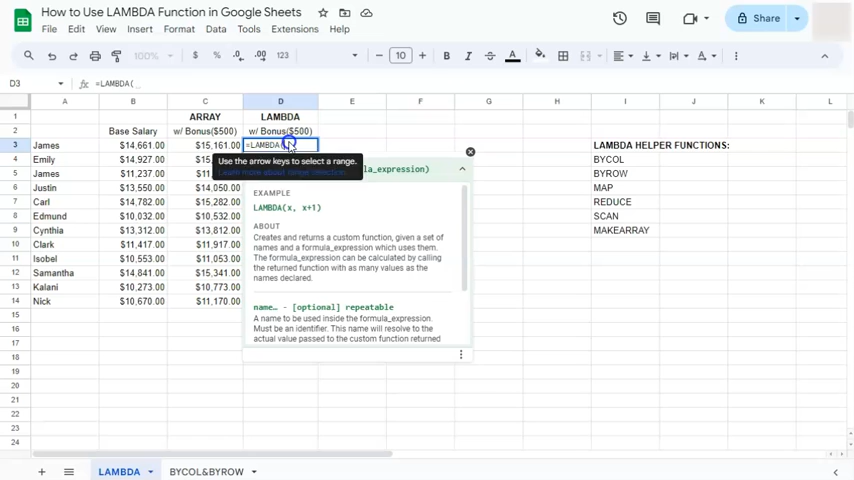 How to Use LAMBDA Function in Google Sheets
File Edit View Insert Format Data Tools Extensions Help
Share
100% $ % .0 .00 123 10 B I A
D3 fx =LAMBDA(
A B C D E F G H I J K L
1 ARRAY LAMBDA
2 Base Salary w/ Bonus($500) w/ Bonus($500)
3 James $14,661.00 $15,161.00 =LAMBDA( LAMBDA HELPER FUNCTIONS:
Use the arrow keys to select a range.
Learn more about range selection
4 Emily $14,927.00 BYCOL
5 James $11,237.00 BYROW
6 Justin $13,550.00 $14,050.00 MAP
7 Carl $14,782.00 $15,282.00 REDUCE
8 Edmund $10,032.00 $10,532.00 SCAN
9 Cynthia $13,312.00 $13,812.00 MAKEARRAY
10 Clark $11,417.00 $11,917.00
11 Isobel $10,553.00 $11,053.00
12 Samantha $14,841.00 $15,341.00
13 Kalani $10,273.00 $10,773.00
14 Nick $10,670.00 $11,170.00
15
16
17
18
19
20
21
22
23
24
la_expression)
EXAMPLE
LAMBDA(x, x+1)
ABOUT
Creates and returns a custom function, given a set of
names and a formula_expression which uses them.
The formula_expression can be calculated by calling
the returned function with as many values as the
names declared.
name… - [optional] repeatable
A name to be used inside the formula_expression.
Must be an identifier. This name will resolve to the
actual value passed to the custom function returned
LAMBDA BYCOL&BYROW